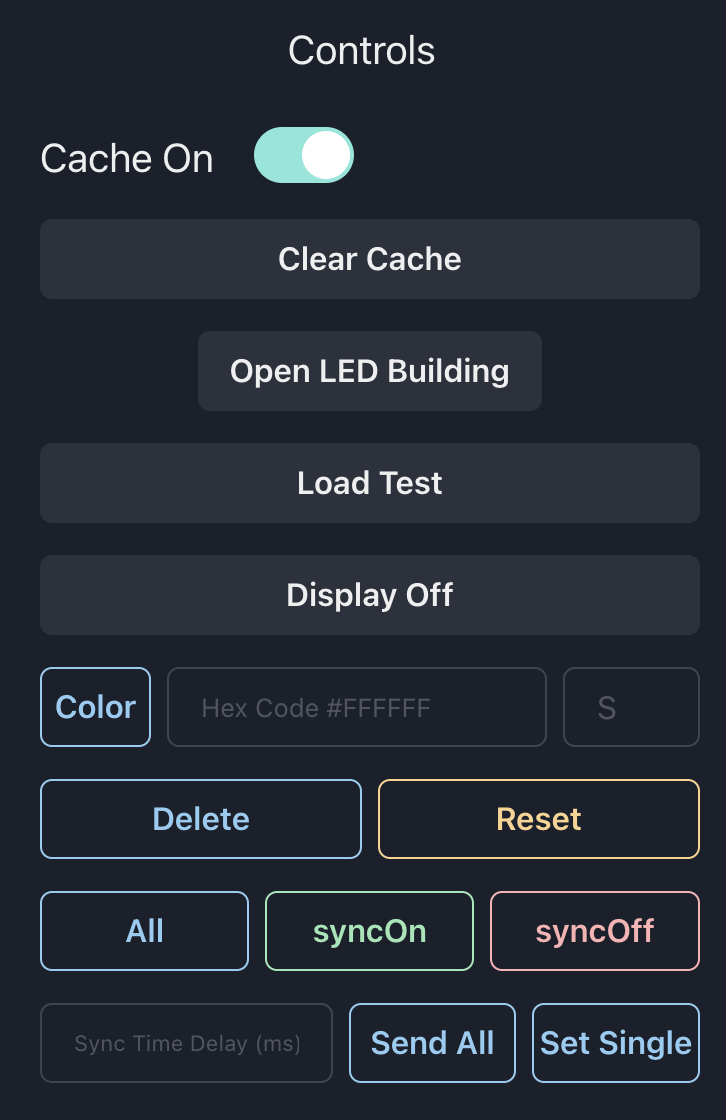 Controls
Cache On
Clear Cache
Open LED Building
Load Test
Display Off
Color Hex Code #FFFFFF S
Delete Reset
All syncOn syncOff
Sync Time Delay (ms) Send All Set Single